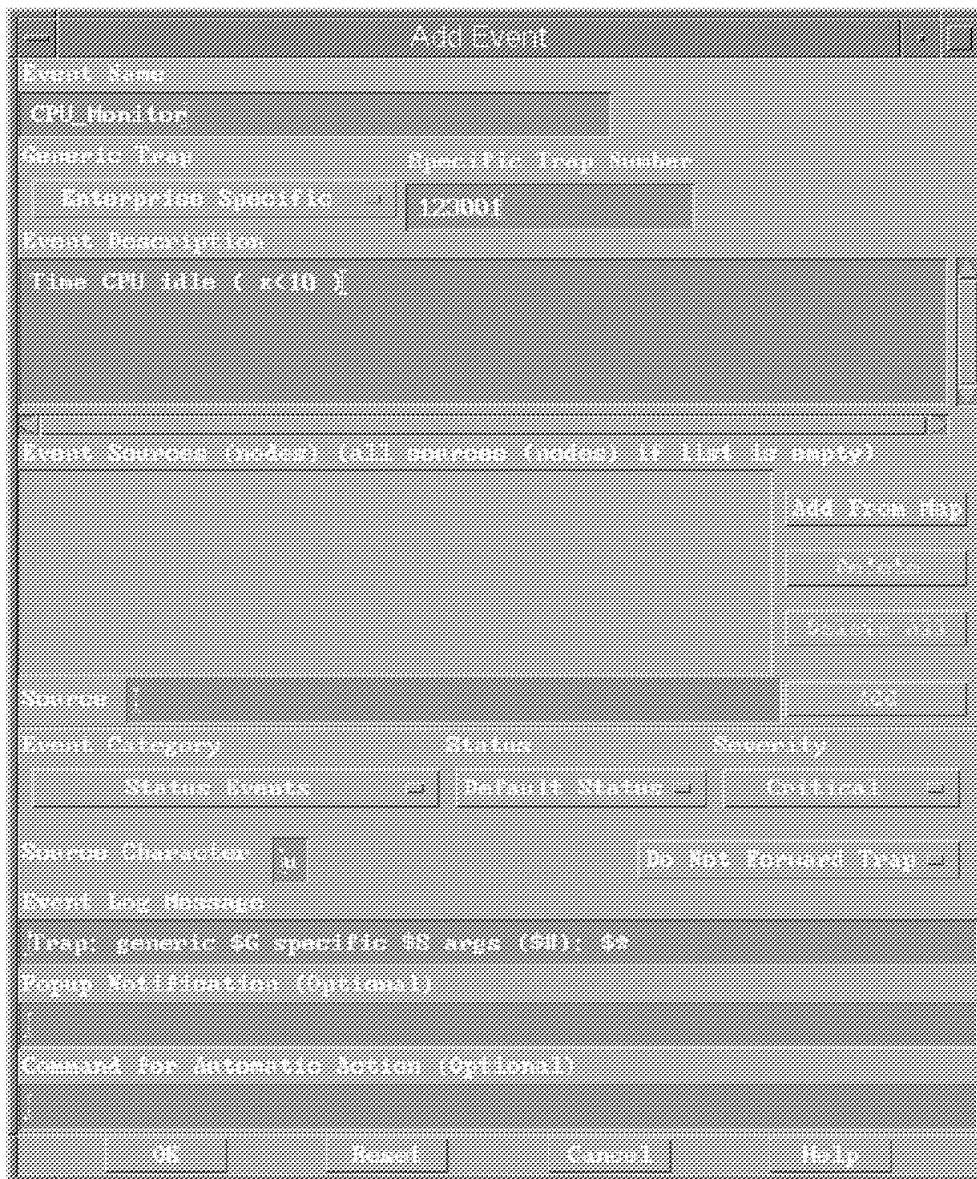 Add Event
Event Name
CPU_Monitor
Generic Trap
Specific Trap Number
Enterprise Specific
123001
Event Description
Time CPU idle ( x<10 )
Event Sources (nodes) (all sources (nodes) if list is empty)
Add From Map
Delete
Delete All
Source
Add
Event Category
Status
Severity
Status Events
Default Status
Critical
Source Character
Do Not Forward Trap
Event Log Message
Trap: generic $G specific $S args ($#): $*
Popup Notification (Optional)
Command for Automatic Action (Optional)
OK
Reset
Cancel
Help